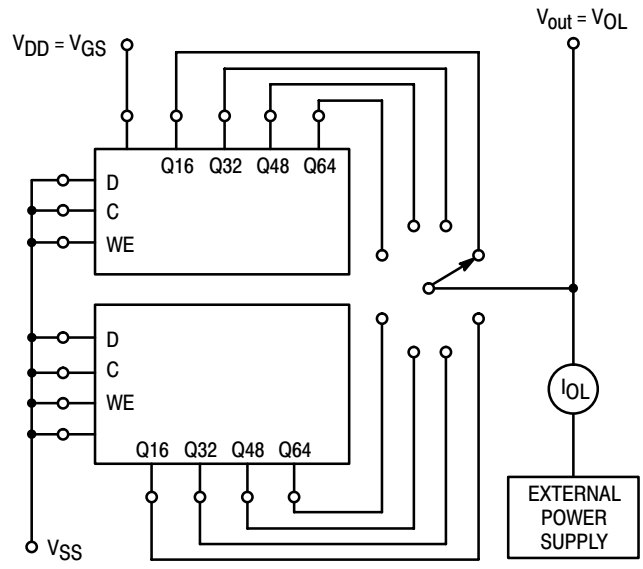 V_DD = V_GS
V_out = V_OL
Q16 Q32 Q48 Q64
D
C
WE
D
C
WE
Q16 Q32 Q48 Q64
I_OL
EXTERNAL
POWER
SUPPLY
V_SS